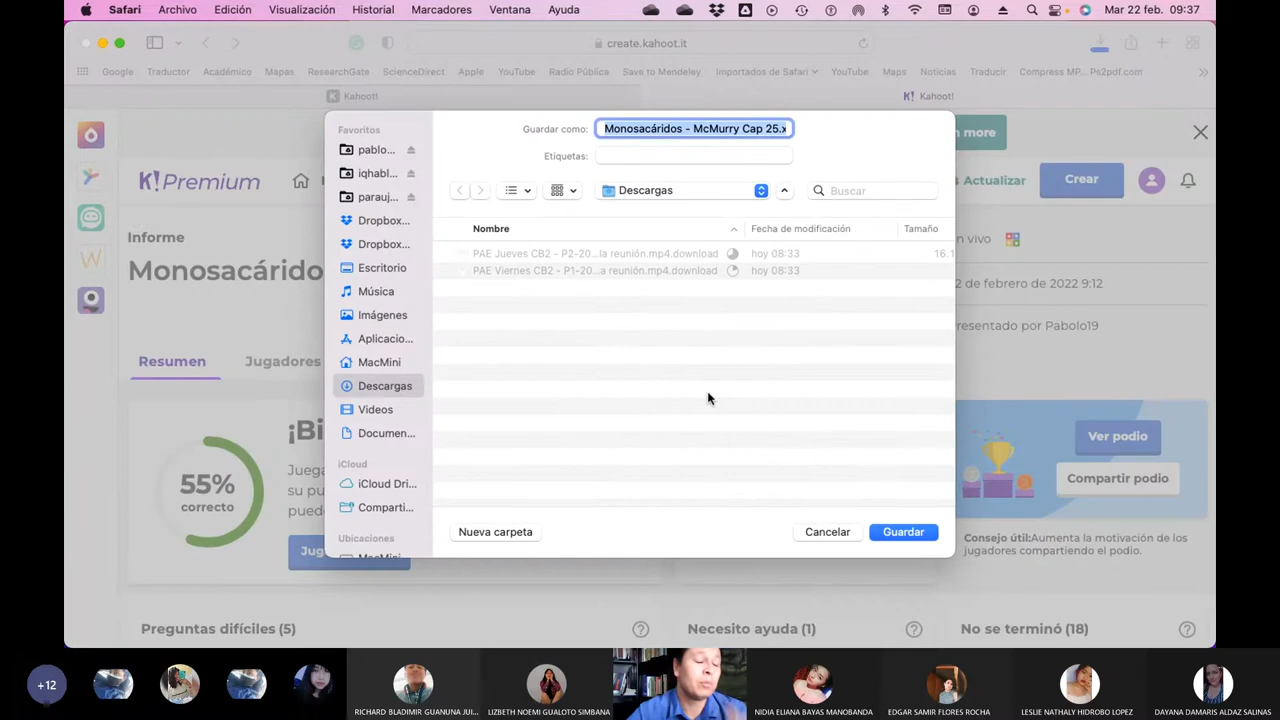 Safari Archivo Edición Visualización Historial Marcadores Ventana Ayuda Mar 22 feb. 09:37
create.kahoot.it
Google Traductor Académico Mapas ResearchGate ScienceDirect Apple YouTube Radio Pública Save to Mendeley Importados de Safari YouTube Maps Noticias Traducir Compress MP... Ps2pdf.com
Kahoot! Kahoot!
n more
K! Premium
Actualizar
Crear
Informe
Monosacárido
en vivo
2 de febrero de 2022 9:12
resentado por Pabolo19
Resumen Jugadores
55%
correcto
¡Bi
Juega
su pu
puede
Jug
Ver podio
Compartir podio
Consejo útil:Aumenta la motivación de los
jugadores compartiendo el podio.
Preguntas difíciles (5) Necesito ayuda (1) No se terminó (18)
Favoritos
pablo...
iqhabl...
parauj...
Dropbox...
Dropbox...
Escritorio
Música
Imágenes
Aplicacio...
MacMini
Descargas
Videos
Documen...
iCloud
iCloud Dri...
Comparti...
Ubicaciones
MacMini
Guardar como: Monosacáridos - McMurry Cap 25.x
Etiquetas:
Descargas
Buscar
Nombre Fecha de modificación Tamaño
PAE Jueves CB2 - P2-20...la reunión.mp4.download hoy 08:33 16.1
PAE Viernes CB2 - P1-20...a reunión.mp4.download hoy 08:33
Nueva carpeta Cancelar Guardar
+12
RICHARD BLADIMIR GUANUNA JUI...
LIZBETH NOEMI GUALOTO SIMBANA
NIDIA ELIANA BAYAS MANOBANDA
EDGAR SAMIR FLORES ROCHA
LESLIE NATHALY HIDROBO LOPEZ
DAYANA DAMARIS ALDAZ SALINAS